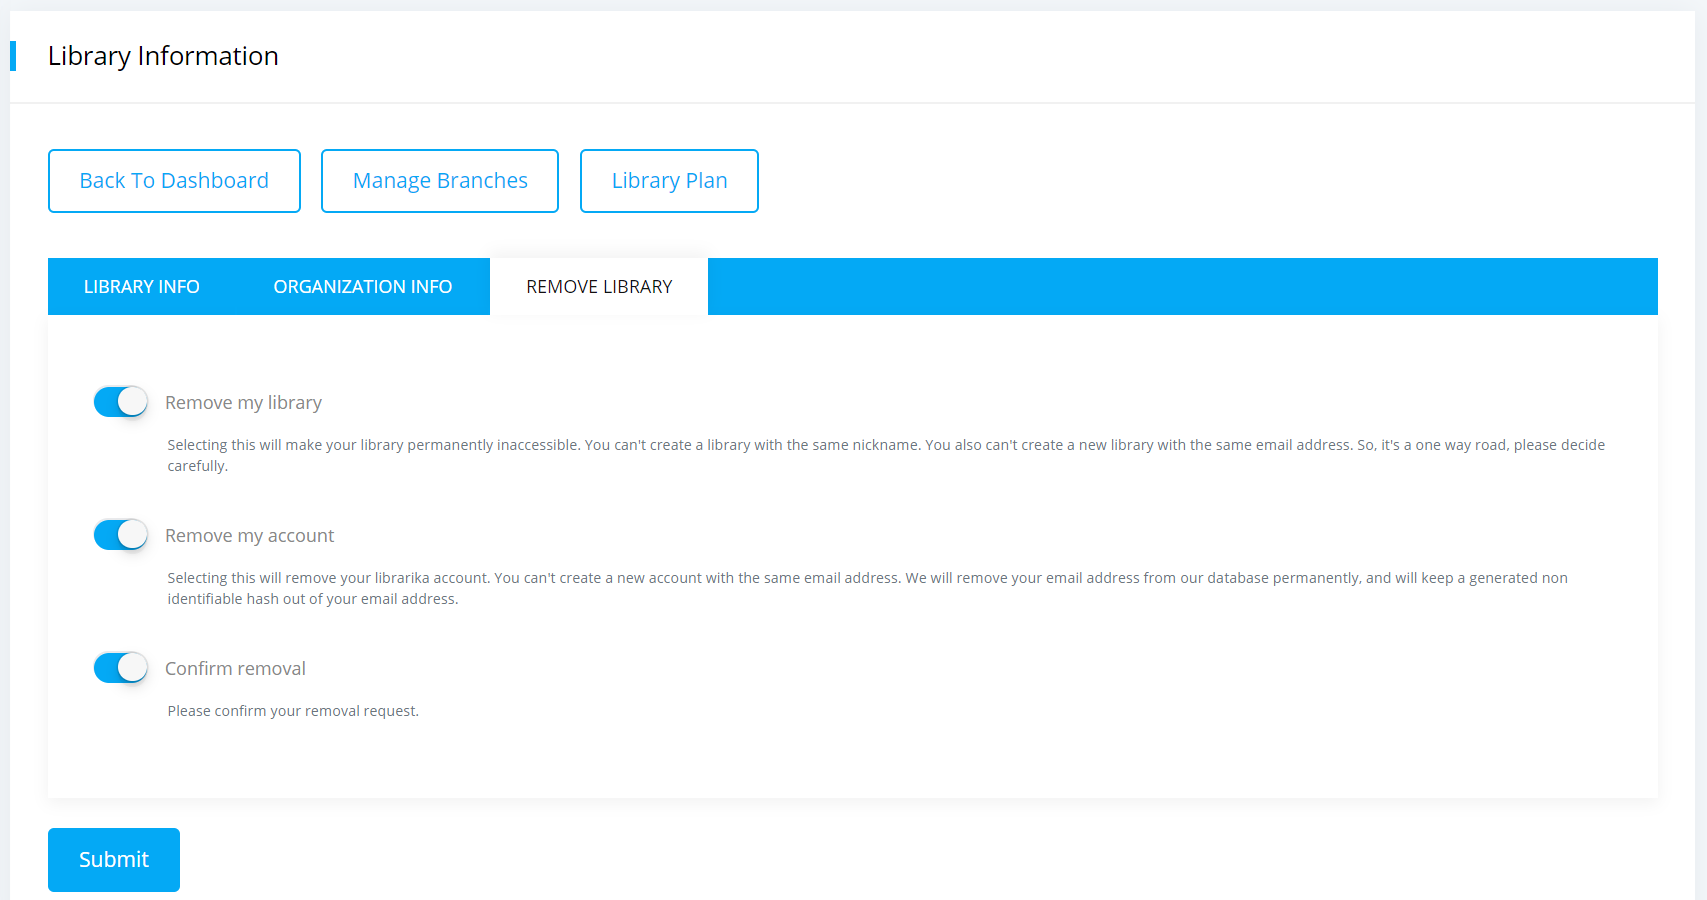 Library Information
Back To Dashboard
Manage Branches
Library Plan
LIBRARY INFO
ORGANIZATION INFO
REMOVE LIBRARY
Remove my library
Selecting this will make your library permanently inaccessible. You can't create a library with the same nickname. You also can't create a new library with the same email address. So, it's a one way road, please decide
carefully.
Remove my account
Selecting this will remove your librarika account. You can't create a new account with the same email address. We will remove your email address from our database permanently, and will keep a generated non
identifiable hash out of your email address.
Confirm removal
Please confirm your removal request.
Submit